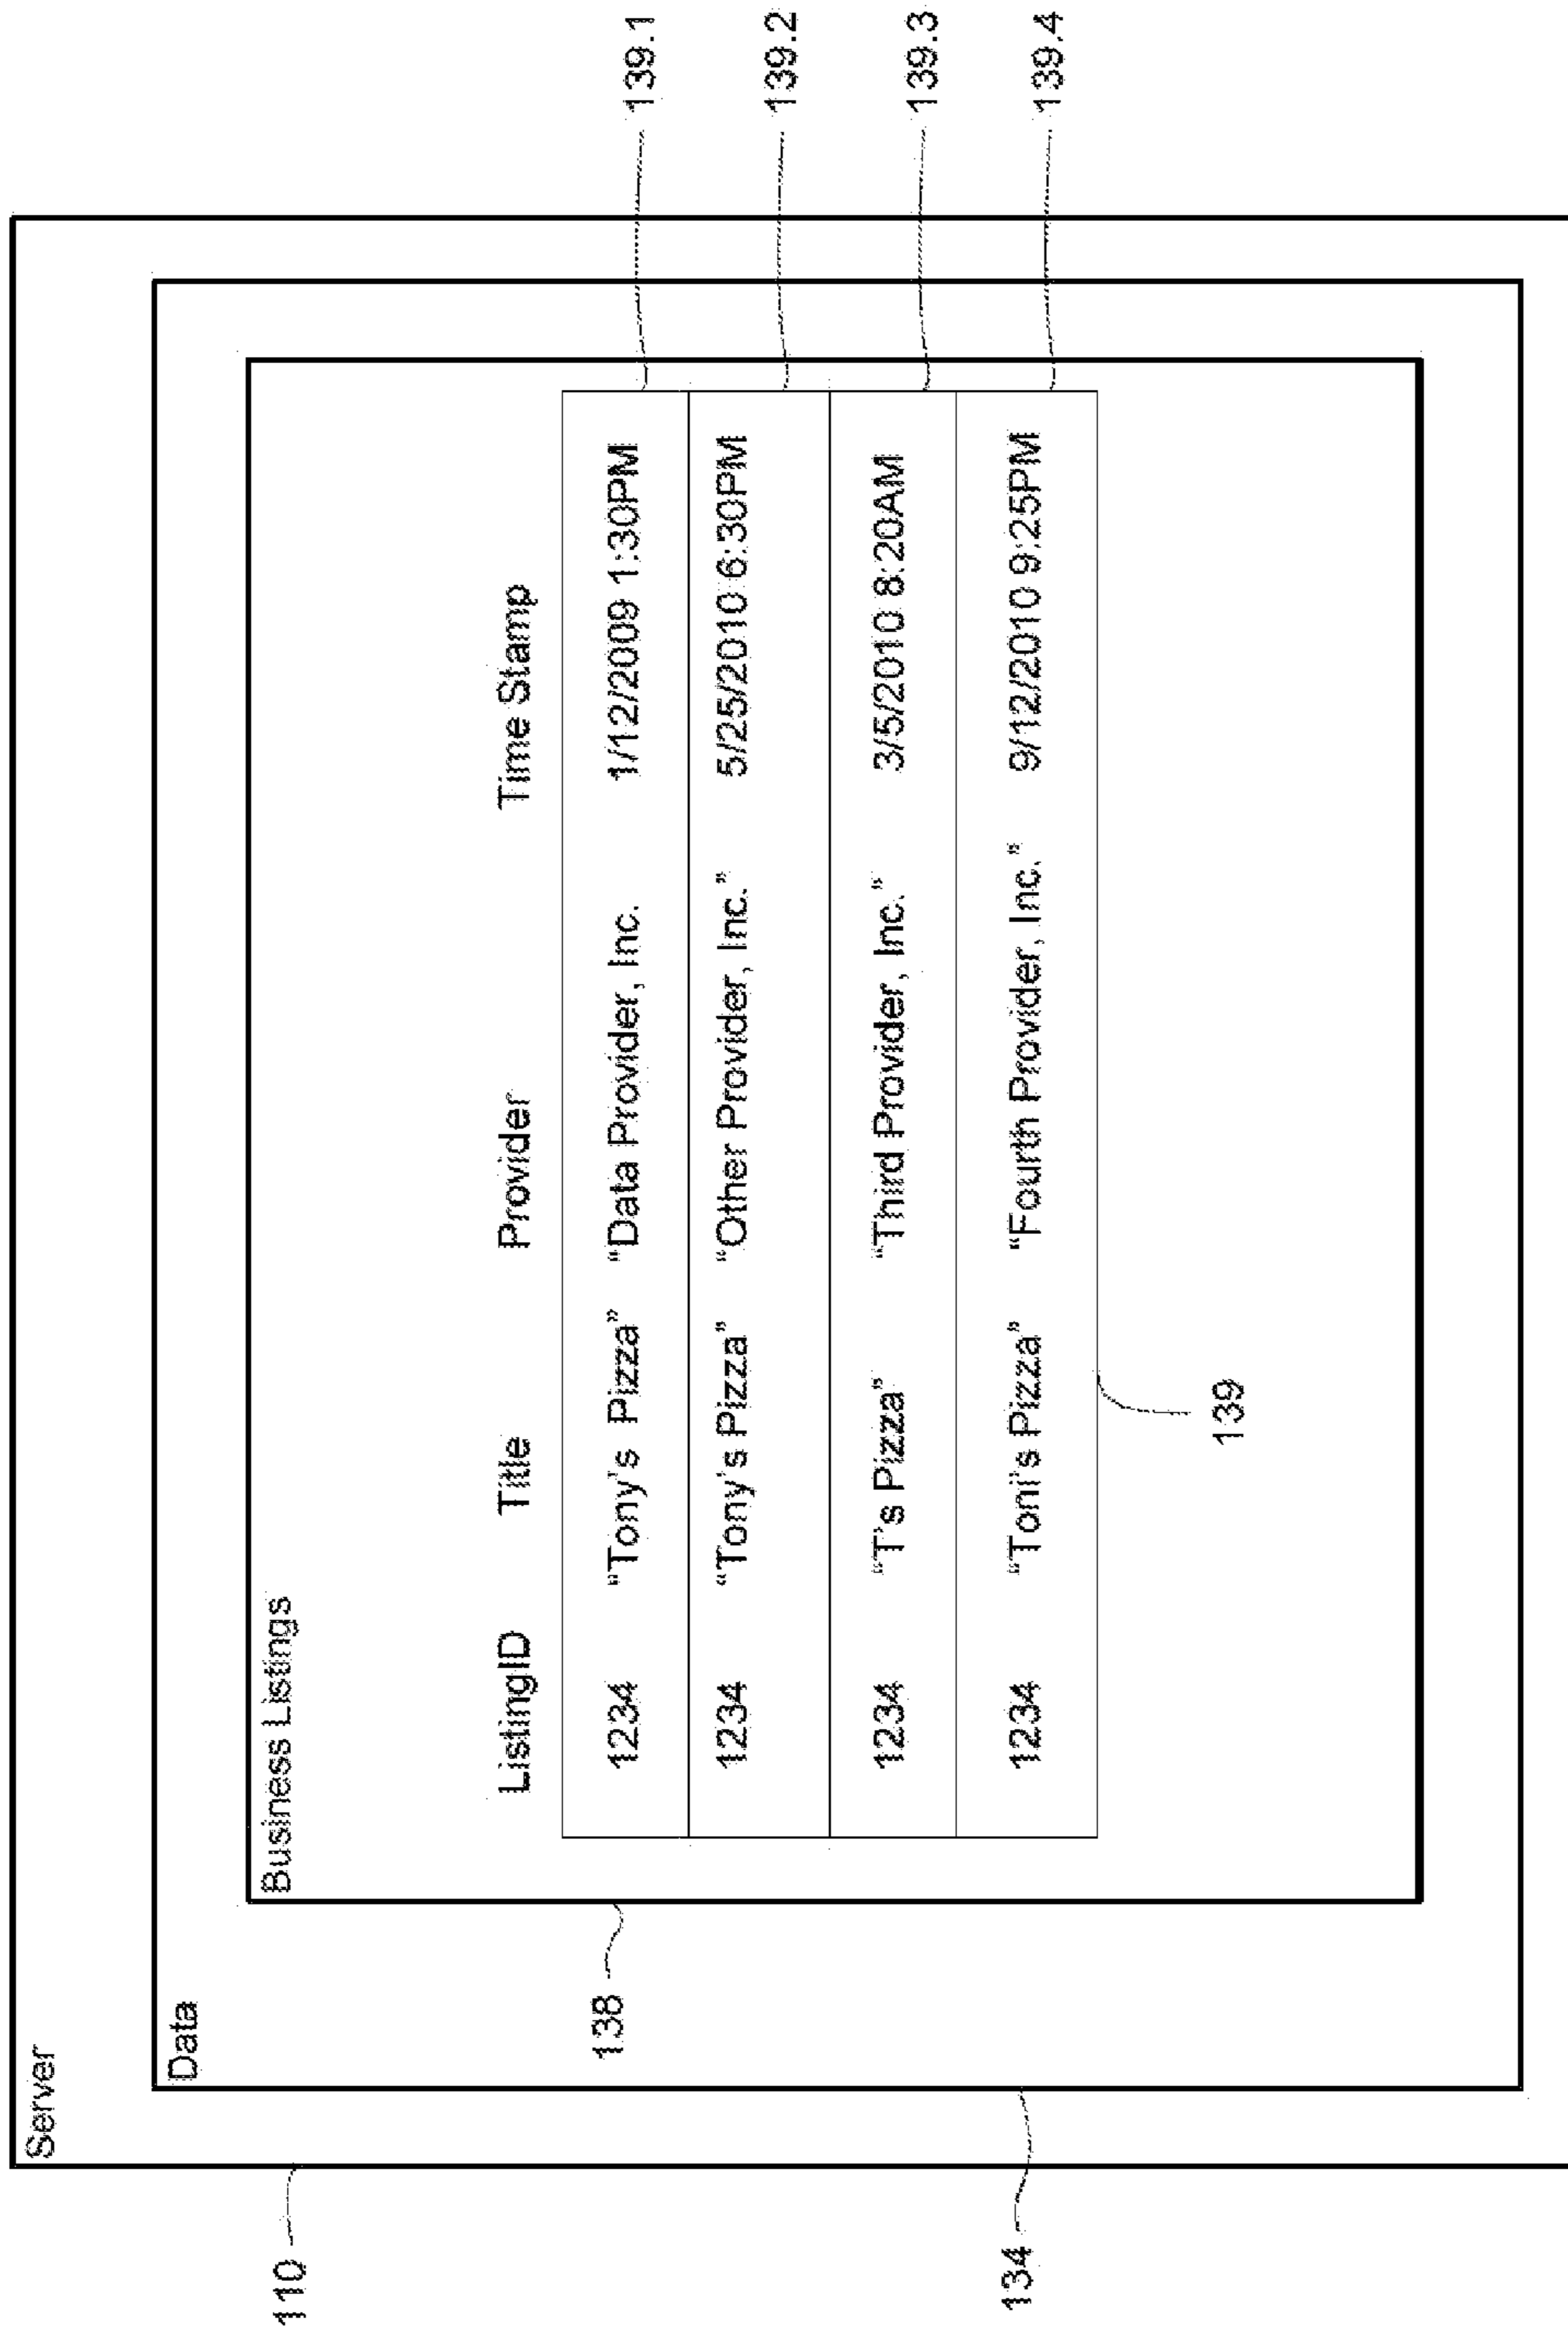 Server
Data
Business Listings
ListingID Title Provider Time Stamp
1234 “Tony's Pizza” “Data Provider, Inc. 1/12/2009 1:30PM
139.1
1234 “Tony's Pizza” “Other Provider, Inc.” 5/25/2010 6:30PM
139.2
1234 “T's Pizza” “Third Provider, Inc.” 3/5/2010 8:20AM
139.3
1234 “Toni's Pizza” “Fourth Provider, Inc.” 9/12/2010 9:25PM
139.4
110
138
134
139